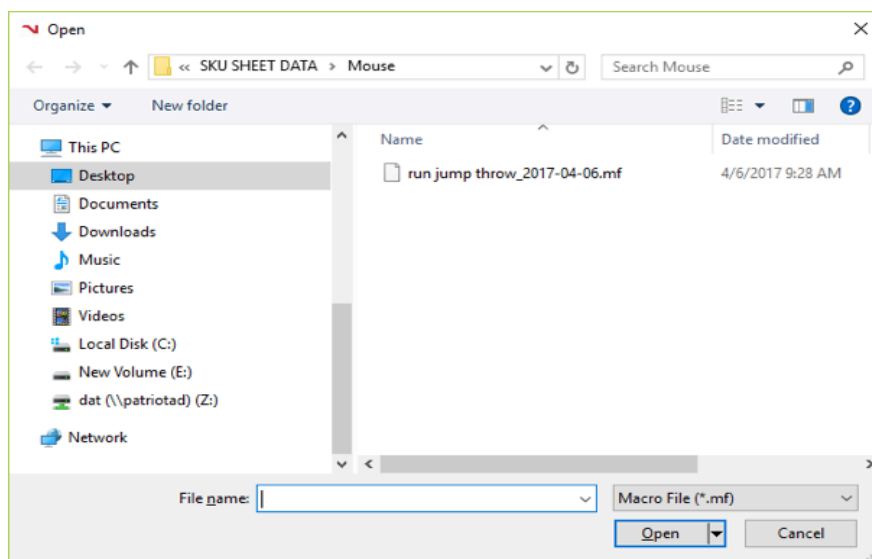 Open
« SKU SHEET DATA > Mouse
Search Mouse
Organize
New folder
?
Name
Date modified
This PC
Desktop
Documents
Downloads
Music
Pictures
Videos
Local Disk (C:)
New Volume (E:)
dat (\\patriotad) (Z:)
Network
run jump throw_2017-04-06.mf
4/6/2017 9:28 AM
File name:
Macro File (*.mf)
Open
Cancel